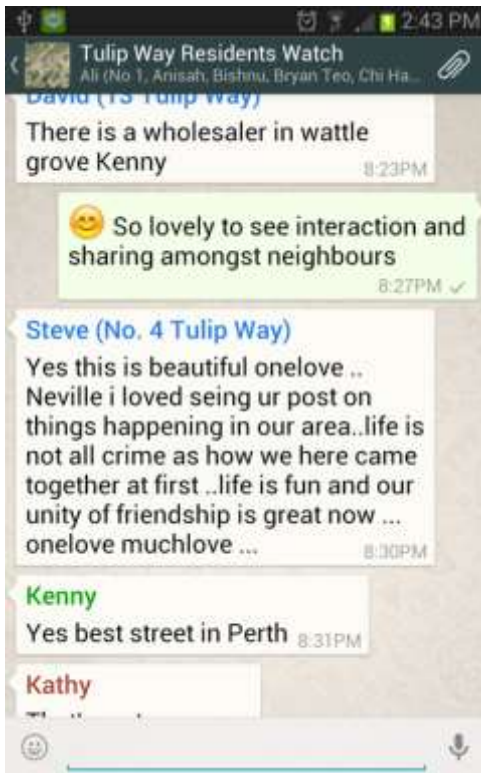 2:43 PM
Tulip Way Residents Watch
Ali (No 1, Anisah, Bishnu, Bryan Teo, Chi Ha...
David (13 Tulip Way)
There is a wholesaler in wattle
grove Kenny
8:23PM
😊 So lovely to see interaction and
sharing amongst neighbours
8:27PM
Steve (No. 4 Tulip Way)
Yes this is beautiful onelove ..
Neville i loved seing ur post on
things happening in our area..life is
not all crime as how we here came
together at first ..life is fun and our
unity of friendship is great now ...
onelove muchlove ...
8:30PM
Kenny
Yes best street in Perth 8:31PM
Kathy